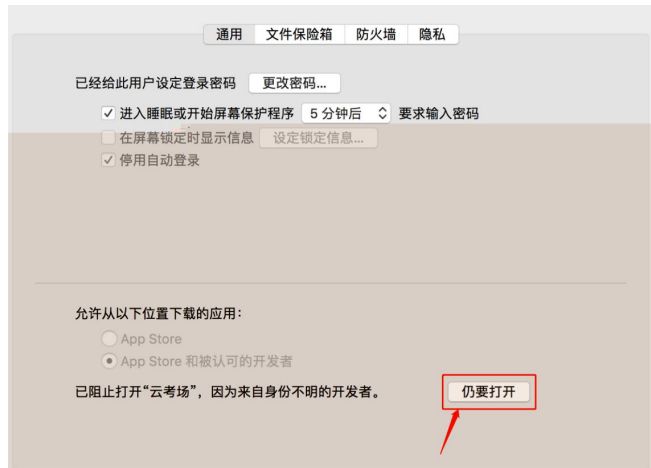 通用 文件保险箱 防火墙 隐私
已经给此用户设定登录密码 更改密码...
进入睡眠或开始屏幕保护程序 5 分钟后 要求输入密码
在屏幕锁定时显示信息 设定锁定信息...
停用自动登录
允许从以下位置下载的应用：
App Store
App Store 和被认可的开发者
已阻止打开“云考场”，因为来自身份不明的开发者。 仍要打开